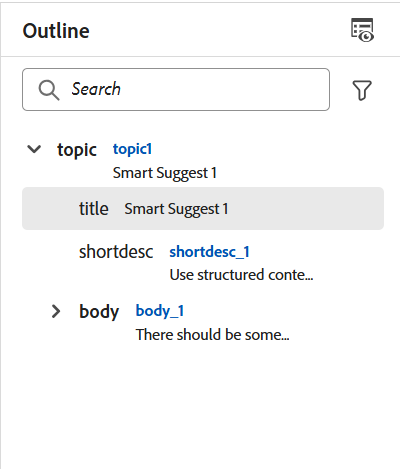 Outline
Search
topic topic1
Smart Suggest 1
title Smart Suggest 1
shortdesc shortdesc_1
Use structured conte...
body body_1
There should be some...